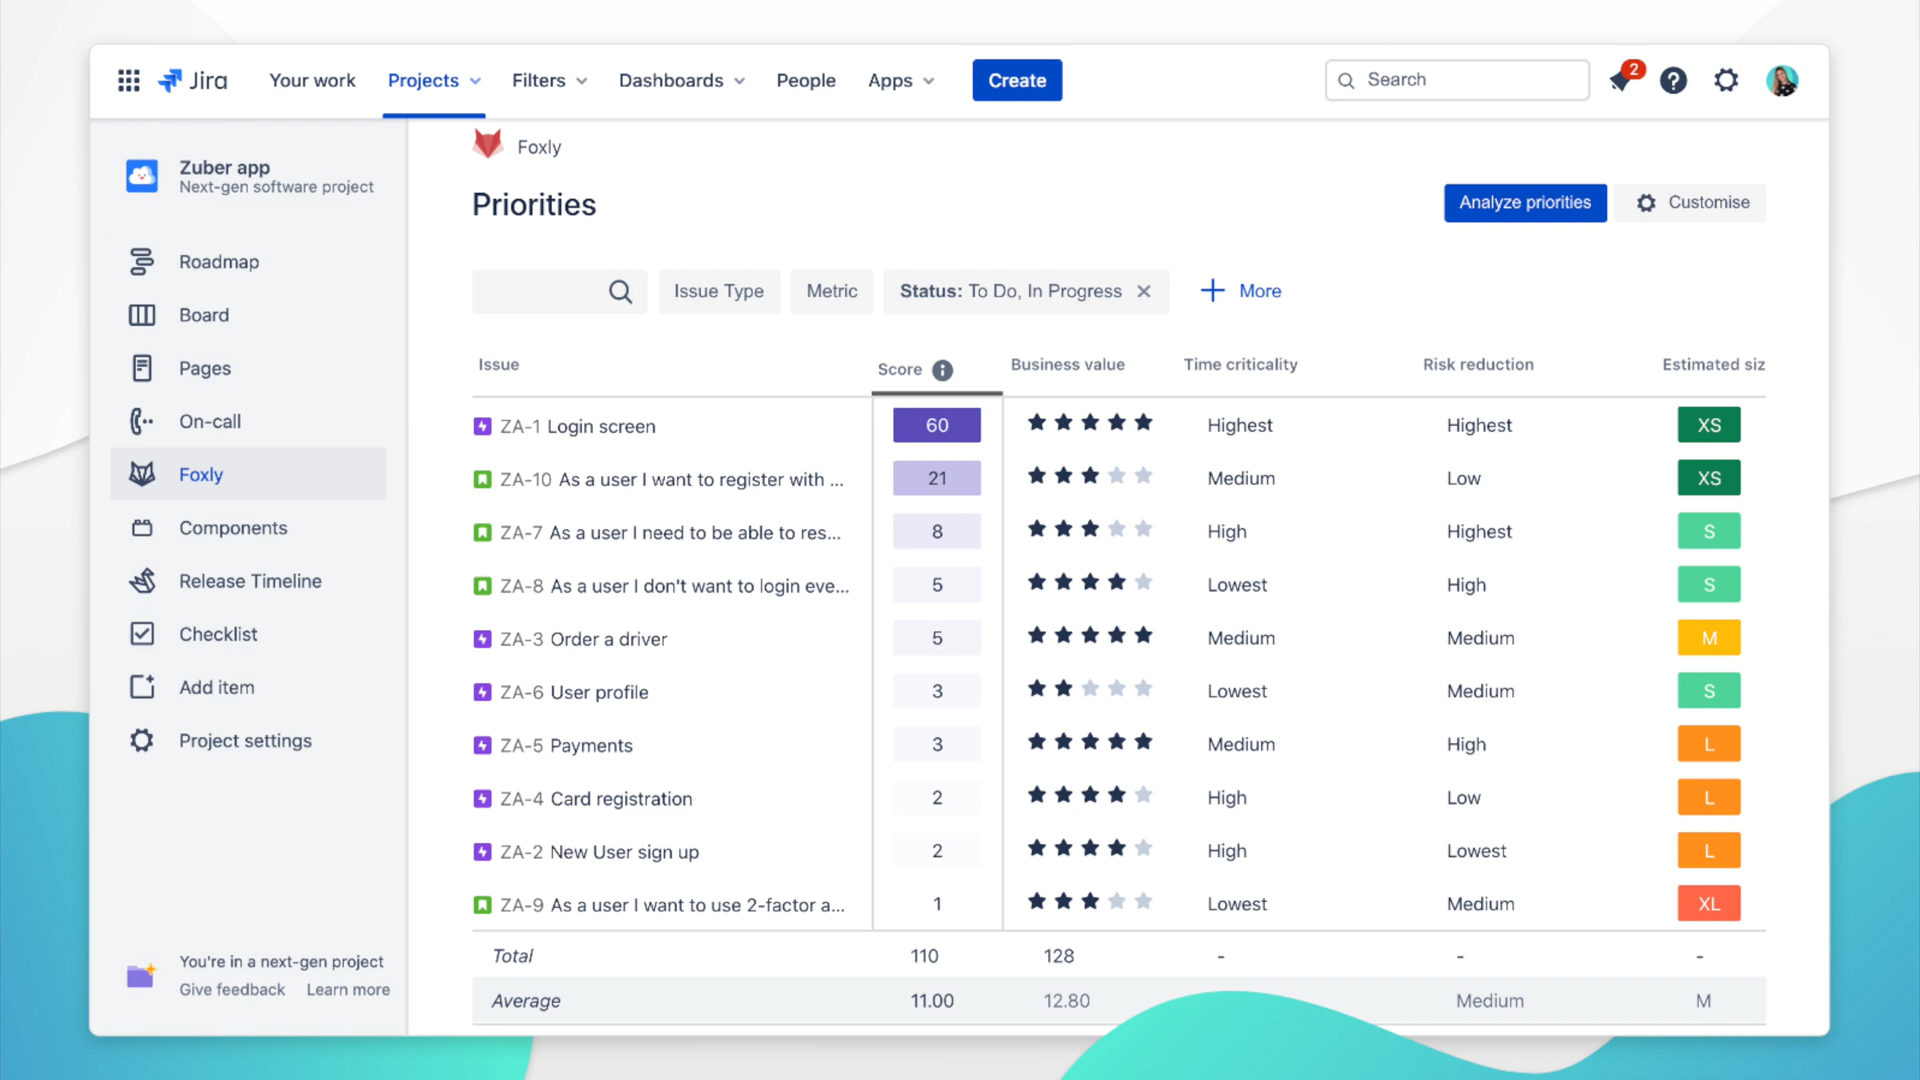 Jira Your work Projects Filters Dashboards People Apps Create Search 2 ?
Zuber app
Next-gen software project
Roadmap
Board
Pages
On-call
Foxly
Components
Release Timeline
Checklist
Add item
Project settings
You're in a next-gen project
Give feedback Learn more
Foxly
Priorities Analyze priorities Customise
Issue Type Metric Status: To Do, In Progress × + More
Issue Score i Business value Time criticality Risk reduction Estimated siz
ZA-1 Login screen 60 Highest Highest XS
ZA-10 As a user I want to register with ... 21 Medium Low XS
ZA-7 As a user I need to be able to res... 8 High Highest S
ZA-8 As a user I don't want to login eve... 5 Lowest High S
ZA-3 Order a driver 5 Medium Medium M
ZA-6 User profile 3 Lowest Medium S
ZA-5 Payments 3 Medium High L
ZA-4 Card registration 2 High Low L
ZA-2 New User sign up 2 High Lowest L
ZA-9 As a user I want to use 2-factor a... 1 Lowest Medium XL
Total 110 128 - - -
Average 11.00 12.80 Medium M